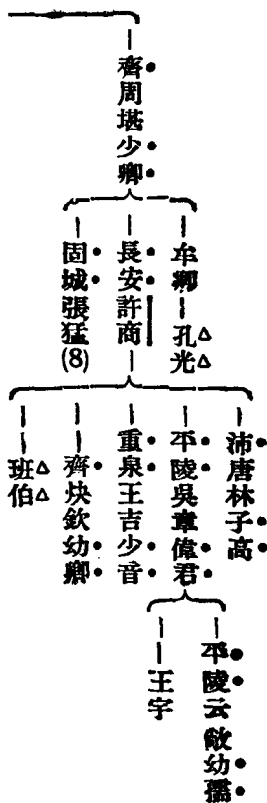 齊周堪少卿
牟卿
孔光
長安許商
固城張猛(8)
沛唐林子高
平陵吳章偉君
重泉王吉少音
齊炔欽幼卿
班伯
平陵云敞幼孺
王宇